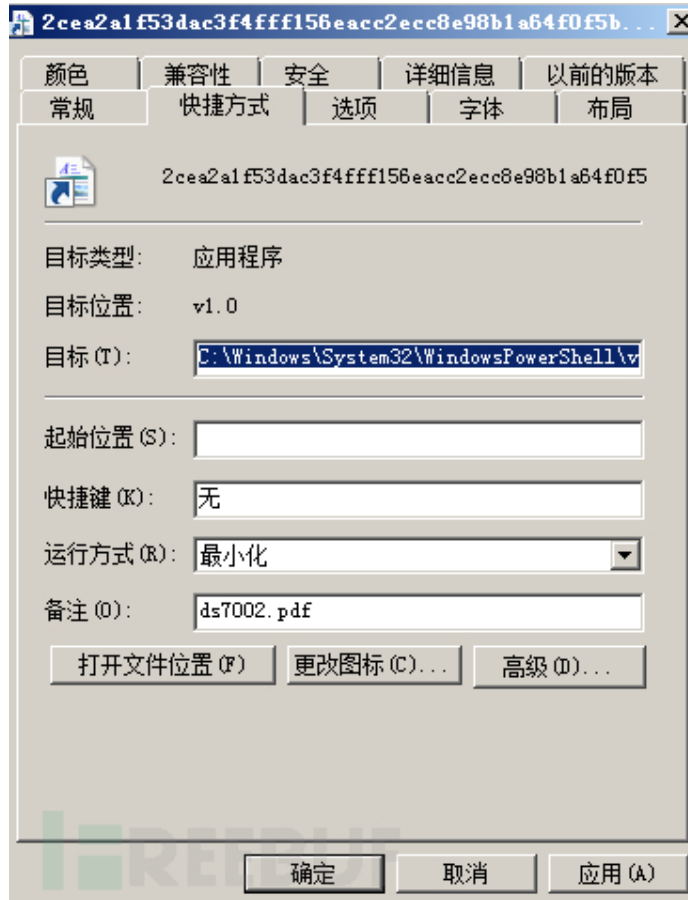 2cea2a1f53dac3f4fff156eacc2ecc8e98b1a64f0f5b...
颜色 兼容性 安全 详细信息 以前的版本
常规 快捷方式 选项 字体 布局
2cea2a1f53dac3f4fff156eacc2ecc8e98b1a64f0f5
目标类型: 应用程序
目标位置: v1.0
目标(T): C:\Windows\System32\WindowsPowerShell\v
起始位置(S):
快捷键(K): 无
运行方式(R): 最小化
备注(O): ds7002.pdf
打开文件位置(F) 更改图标(C)... 高级(D)...
FREEBUF
确定 取消 应用(A)